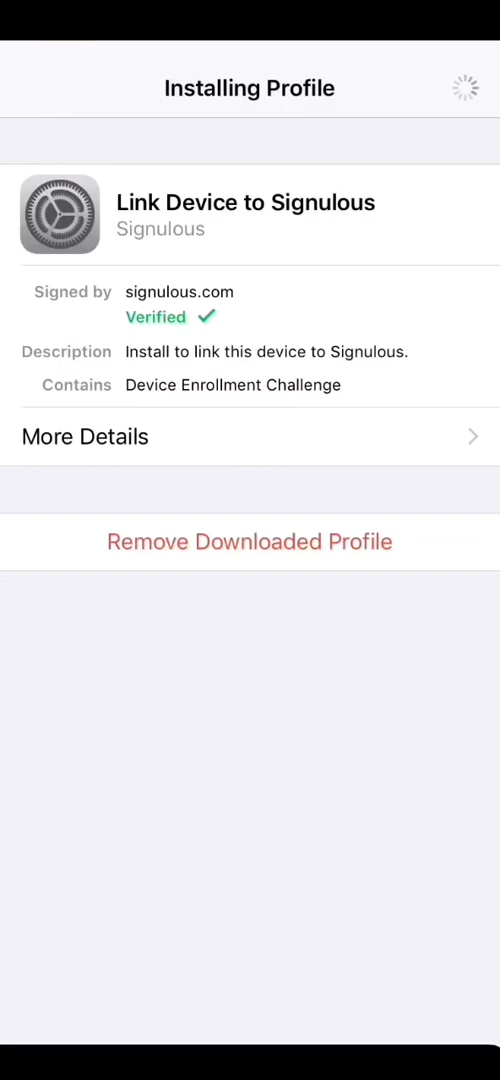 Installing Profile
Link Device to Signulous
Signulous
Signed by signulous.com
Verified ✓
Description Install to link this device to Signulous.
Contains Device Enrollment Challenge
More Details
Remove Downloaded Profile